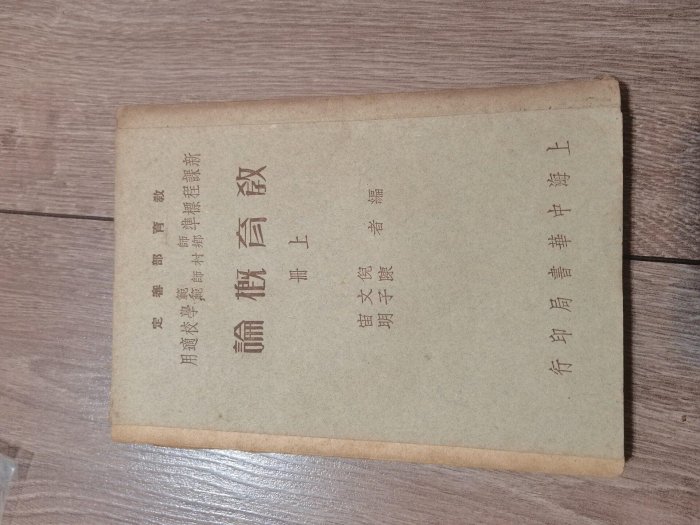 教育部審定
新課程標準師範鄉村師範學校適用
教育概論
上冊
編者
倪文宙
陳子明
上海中華書局印行